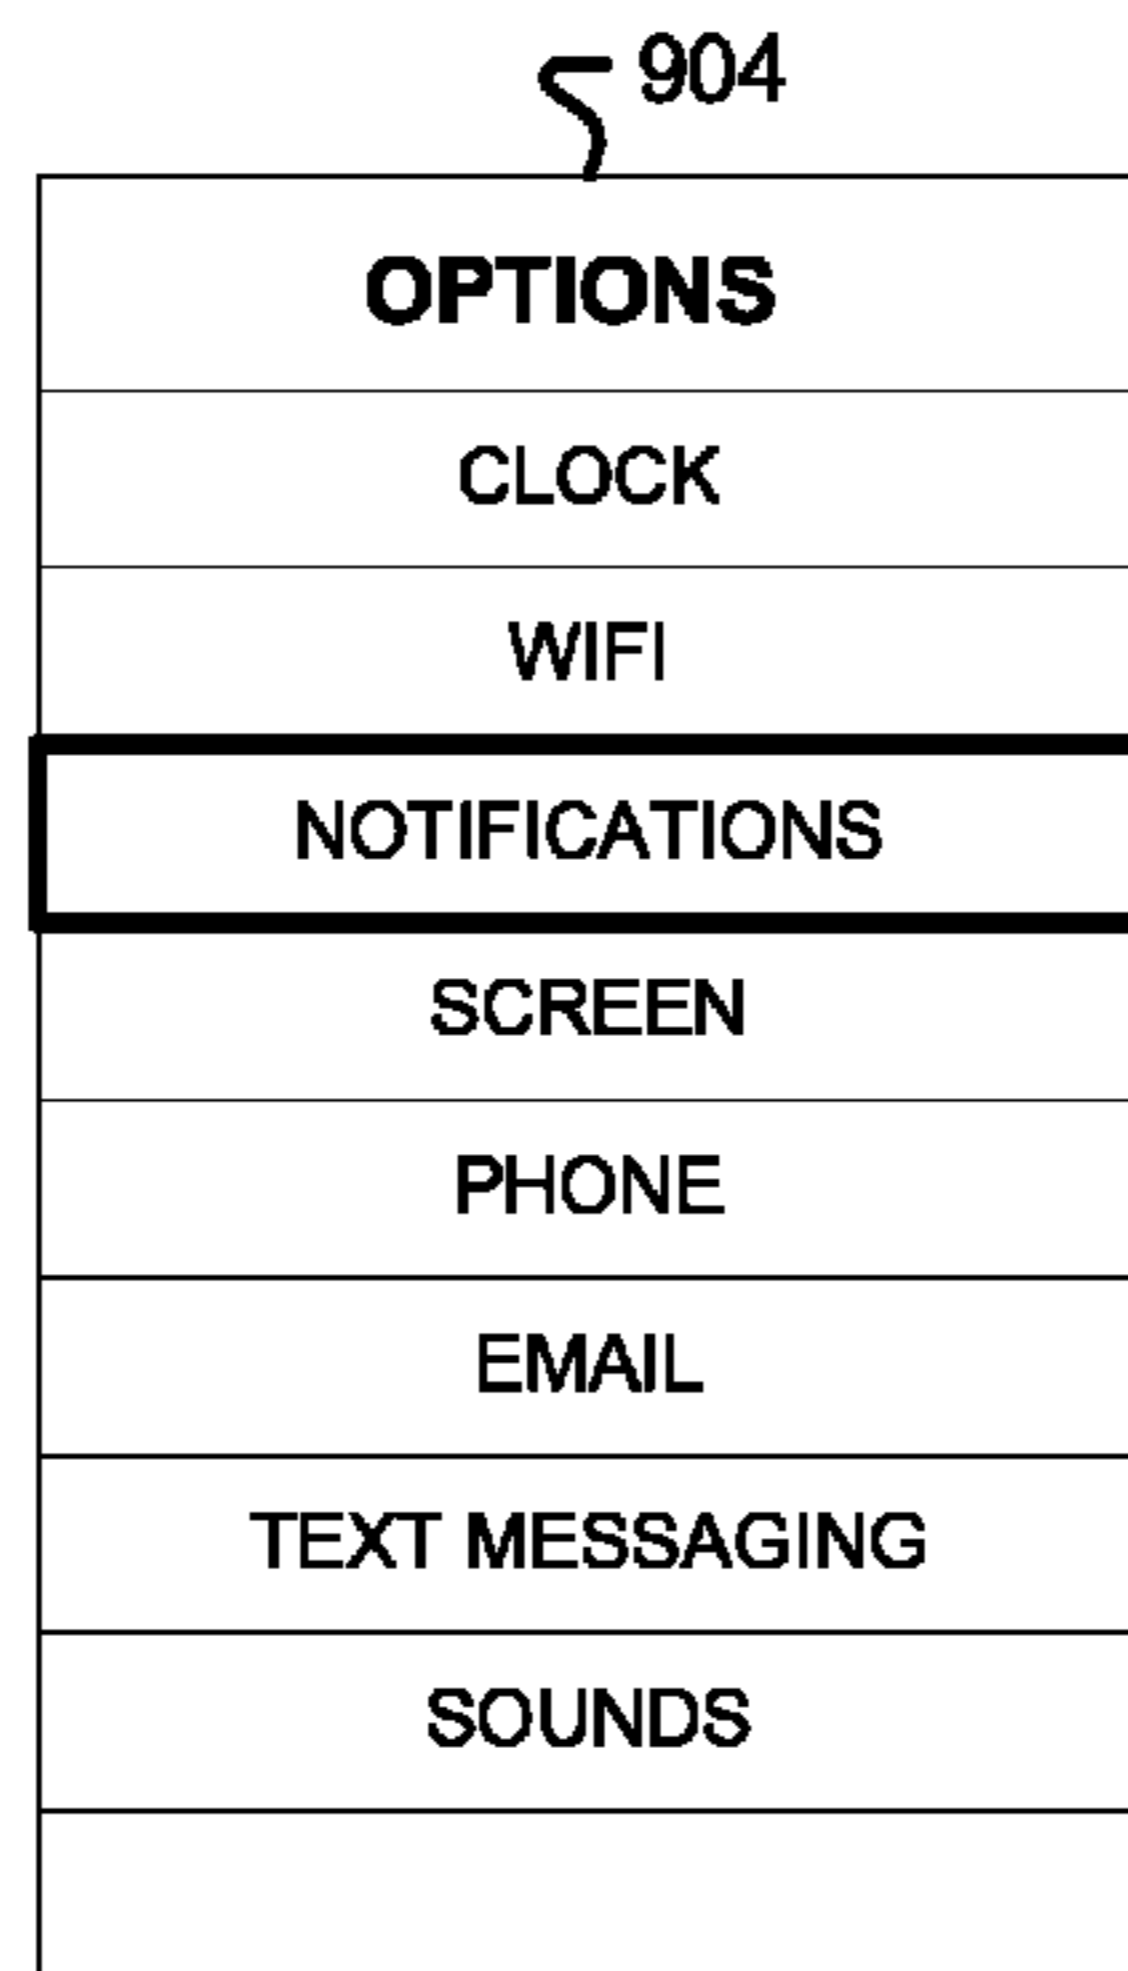 904
OPTIONS
CLOCK
WIFI
NOTIFICATIONS
SCREEN
PHONE
EMAIL
TEXT MESSAGING
SOUNDS